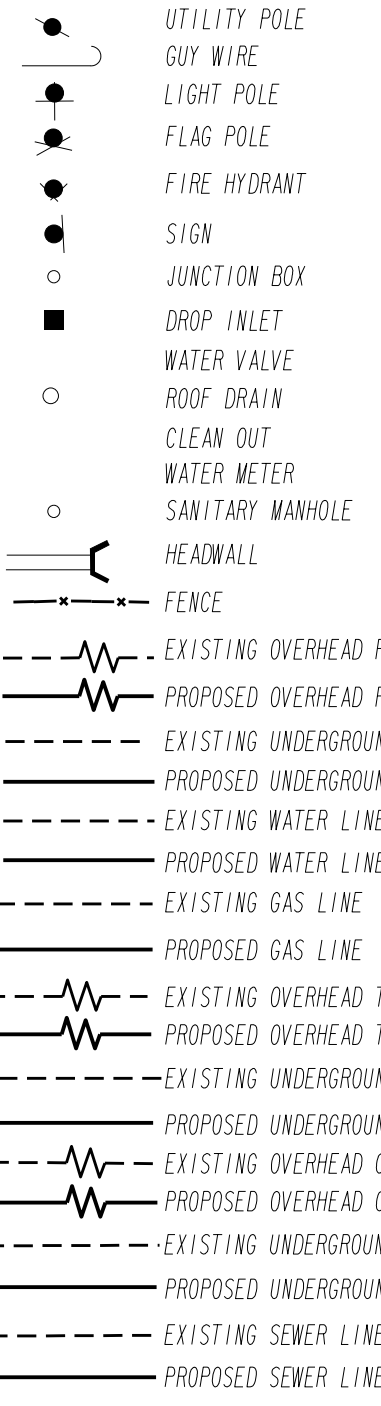 UTILITY POLE
GUY WIRE
LIGHT POLE
FLAG POLE
FIRE HYDRANT
SIGN
JUNCTION BOX
DROP INLET
WATER VALVE
ROOF DRAIN
CLEAN OUT
WATER METER
SANITARY MANHOLE
HEADWALL
FENCE
EXISTING OVERHEAD
PROPOSED OVERHEAD
EXISTING
PROPOSED
EXISTING WATER LINE
PROPOSED WATER LINE
EXISTING GAS LINE
PROPOSED GAS LINE
EXISTING OVERHEAD
PROPOSED OVERHEAD
EXISTING
PROPOSED
EXISTING OVERHEAD
PROPOSED OVERHEAD
EXISTING
PROPOSED
EXISTING SEWER LINE
PROPOSED SEWER LINE